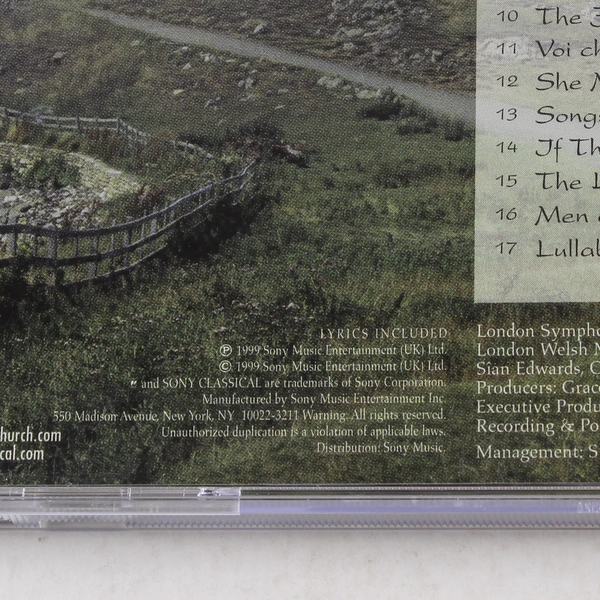 10 The
11 Voi ch
12 She
13 Songs
14 If Th
15 The L
16 Men
17 Lullab
LYRICS INCLUDED
℗ 1999 Sony Music Entertainment (UK) Ltd.
© 1999 Sony Music Entertainment (UK) Ltd.
" and SONY CLASSICAL are trademarks of Sony Corporation.
Manufactured by Sony Music Entertainment Inc.
550 Madison Avenue, New York, NY 10022-3211 Warning: All rights reserved.
Unauthorized duplication is a violation of applicable laws.
Distribution: Sony Music.
hurch.com
cal.com
London Sympho
London Welsh M
Sian Edwards, C
Producers: Grace
Executive Produ
Recording & Po
Management: S